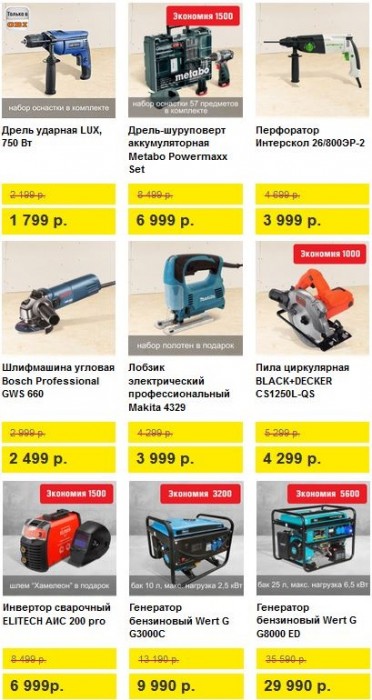 Только в
OBI
Экономия 1500
metabo
набор оснастки в комплекте
набор оснастки 57 предметов
в комплекте
Дрель ударная LUX,
750 Вт
Дрель-шуруповерт
аккумуляторная
Metabo Powermaxx
Set
Перфоратор
Интерскол 26/800ЭР-2
2 499 р.
8 499 р.
4 699 р.
1 799 р.
6 999 р.
3 999 р.
Экономия 1000
makita
набор полотен в подарок
Шлифмашина угловая
Bosch Professional
GWS 660
Лобзик
электрический
профессиональный
Makita 4329
Пила циркулярная
BLACK+DECKER
CS1250L-QS
2 999 р.
4 299 р.
5 299 р.
2 499 р.
3 999 р.
4 299 р.
Экономия 1500
Экономия 3200
Экономия 5600
шлем "Хамелеон" в подарок
бак 10 л, макс. нагрузка 2,5 кВт
бак 25 л, макс. нагрузка 6,5 кВт
Инвертор сварочный
ELITECH АИС 200 pro
Генератор
бензиновый Wert G
G3000C
Генератор
бензиновый Wert G
G8000 ED
8 499 р.
13 190 р.
35 590 р.
6 999р.
9 990 р.
29 990 р.